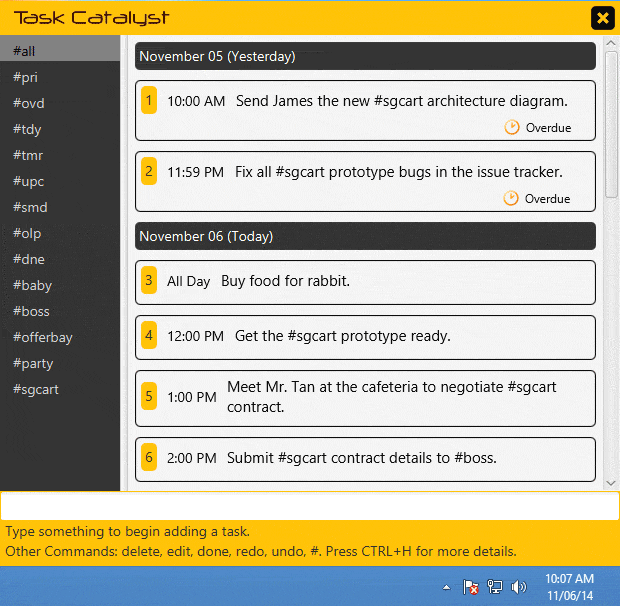 Task Catalyst
#all
#pri
#ovd
#tdy
#tmr
#upc
#smd
#olp
#dne
#baby
#boss
#offerbay
#party
#sgcart
November 05 (Yesterday)
1 10:00 AM Send James the new #sgcart architecture diagram.
Overdue
2 11:59 PM Fix all #sgcart prototype bugs in the issue tracker.
Overdue
November 06 (Today)
3 All Day Buy food for rabbit.
4 12:00 PM Get the #sgcart prototype ready.
5 1:00 PM Meet Mr. Tan at the cafeteria to negotiate #sgcart
contract.
6 2:00 PM Submit #sgcart contract details to #boss.
Type something to begin adding a task.
Other Commands: delete, edit, done, redo, undo, #. Press CTRL+H for more details.
10:07 AM
11/06/14